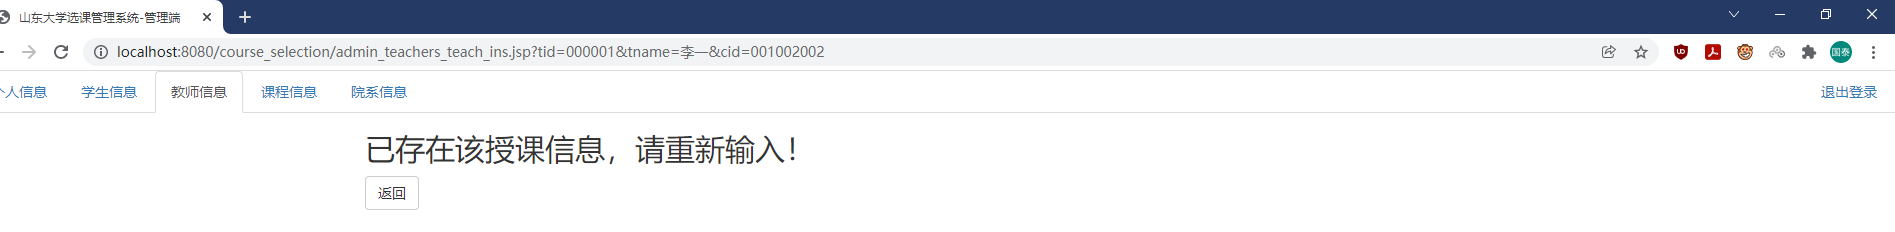 山东大学选课管理系统-管理端
localhost:8080/course_selection/admin_teachers_teach_ins.jsp?tid=000001&tname=李一&cid=001002002
国泰
个人信息 学生信息 教师信息 课程信息 院系信息 退出登录
已存在该授课信息，请重新输入！
返回